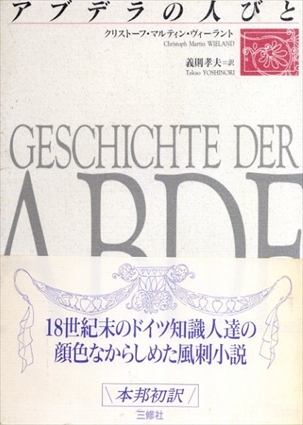 アブデラの人びと
クリストーフ・マルティン・ヴィーラント
Christoph Martin WIELAND
義則孝夫=訳
Takao YOSHINORI
GESCHICHTE DER
ABDE
18世紀末のドイツ知識人達の
顔色なからしめた風刺小説
本邦初訳
三修社